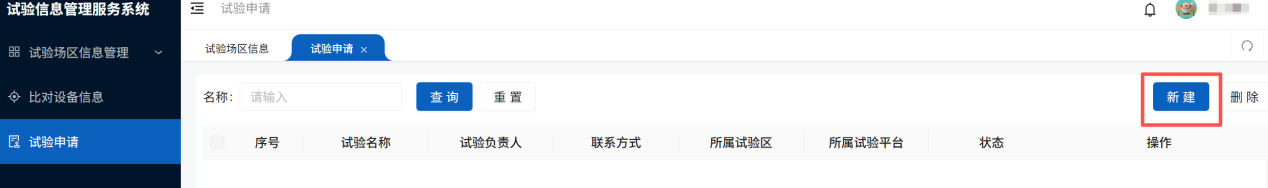 试验信息管理服务系统
试验申请
试验场区信息管理
试验场区信息
试验申请 ×
比对设备信息
名称: 请输入 查询 重置 新建 删除
试验申请
序号 试验名称 试验负责人 联系方式 所属试验区 所属试验平台 状态 操作